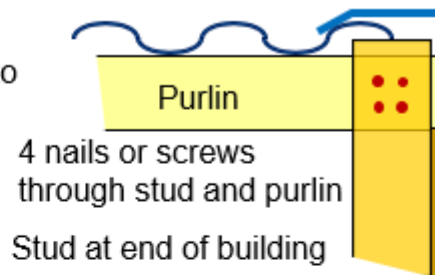 o
Purlin
4 nails or screws
through stud and purlin
Stud at end of building